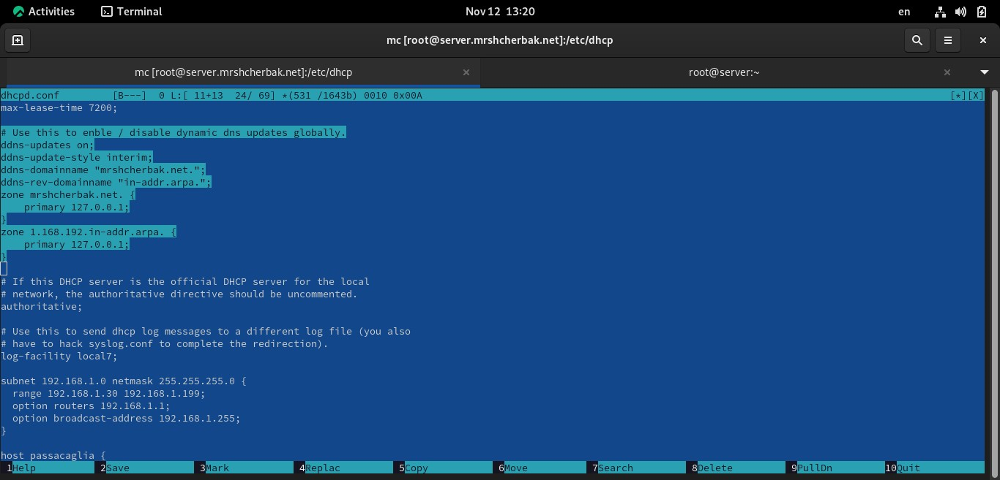 Activities Terminal Nov 12 13:20 en
mc [root@server.mrshcherbak.net]:/etc/dhcp
mc [root@server.mrshcherbak.net]:/etc/dhcp root@server:~
dhcpd.conf [B---] 0 L:[ 11+13 24/ 69] *(531 /1643b) 0010 0x00A [*][X]
max-lease-time 7200;

# Use this to enble / disable dynamic dns updates globally.
ddns-updates on;
ddns-update-style interim;
ddns-domainname "mrshcherbak.net.";
ddns-rev-domainname "in-addr.arpa.";
zone mrshcherbak.net. {
    primary 127.0.0.1;
}
zone 1.168.192.in-addr.arpa. {
    primary 127.0.0.1;
}

# If this DHCP server is the official DHCP server for the local
# network, the authoritative directive should be uncommented.
authoritative;

# Use this to send dhcp log messages to a different log file (you also
# have to hack syslog.conf to complete the redirection).
log-facility local7;

subnet 192.168.1.0 netmask 255.255.255.0 {
  range 192.168.1.30 192.168.1.199;
  option routers 192.168.1.1;
  option broadcast-address 192.168.1.255;
}

host passacaglia {
1Help 2Save 3Mark 4Replac 5Copy 6Move 7Search 8Delete 9PullDn 10Quit